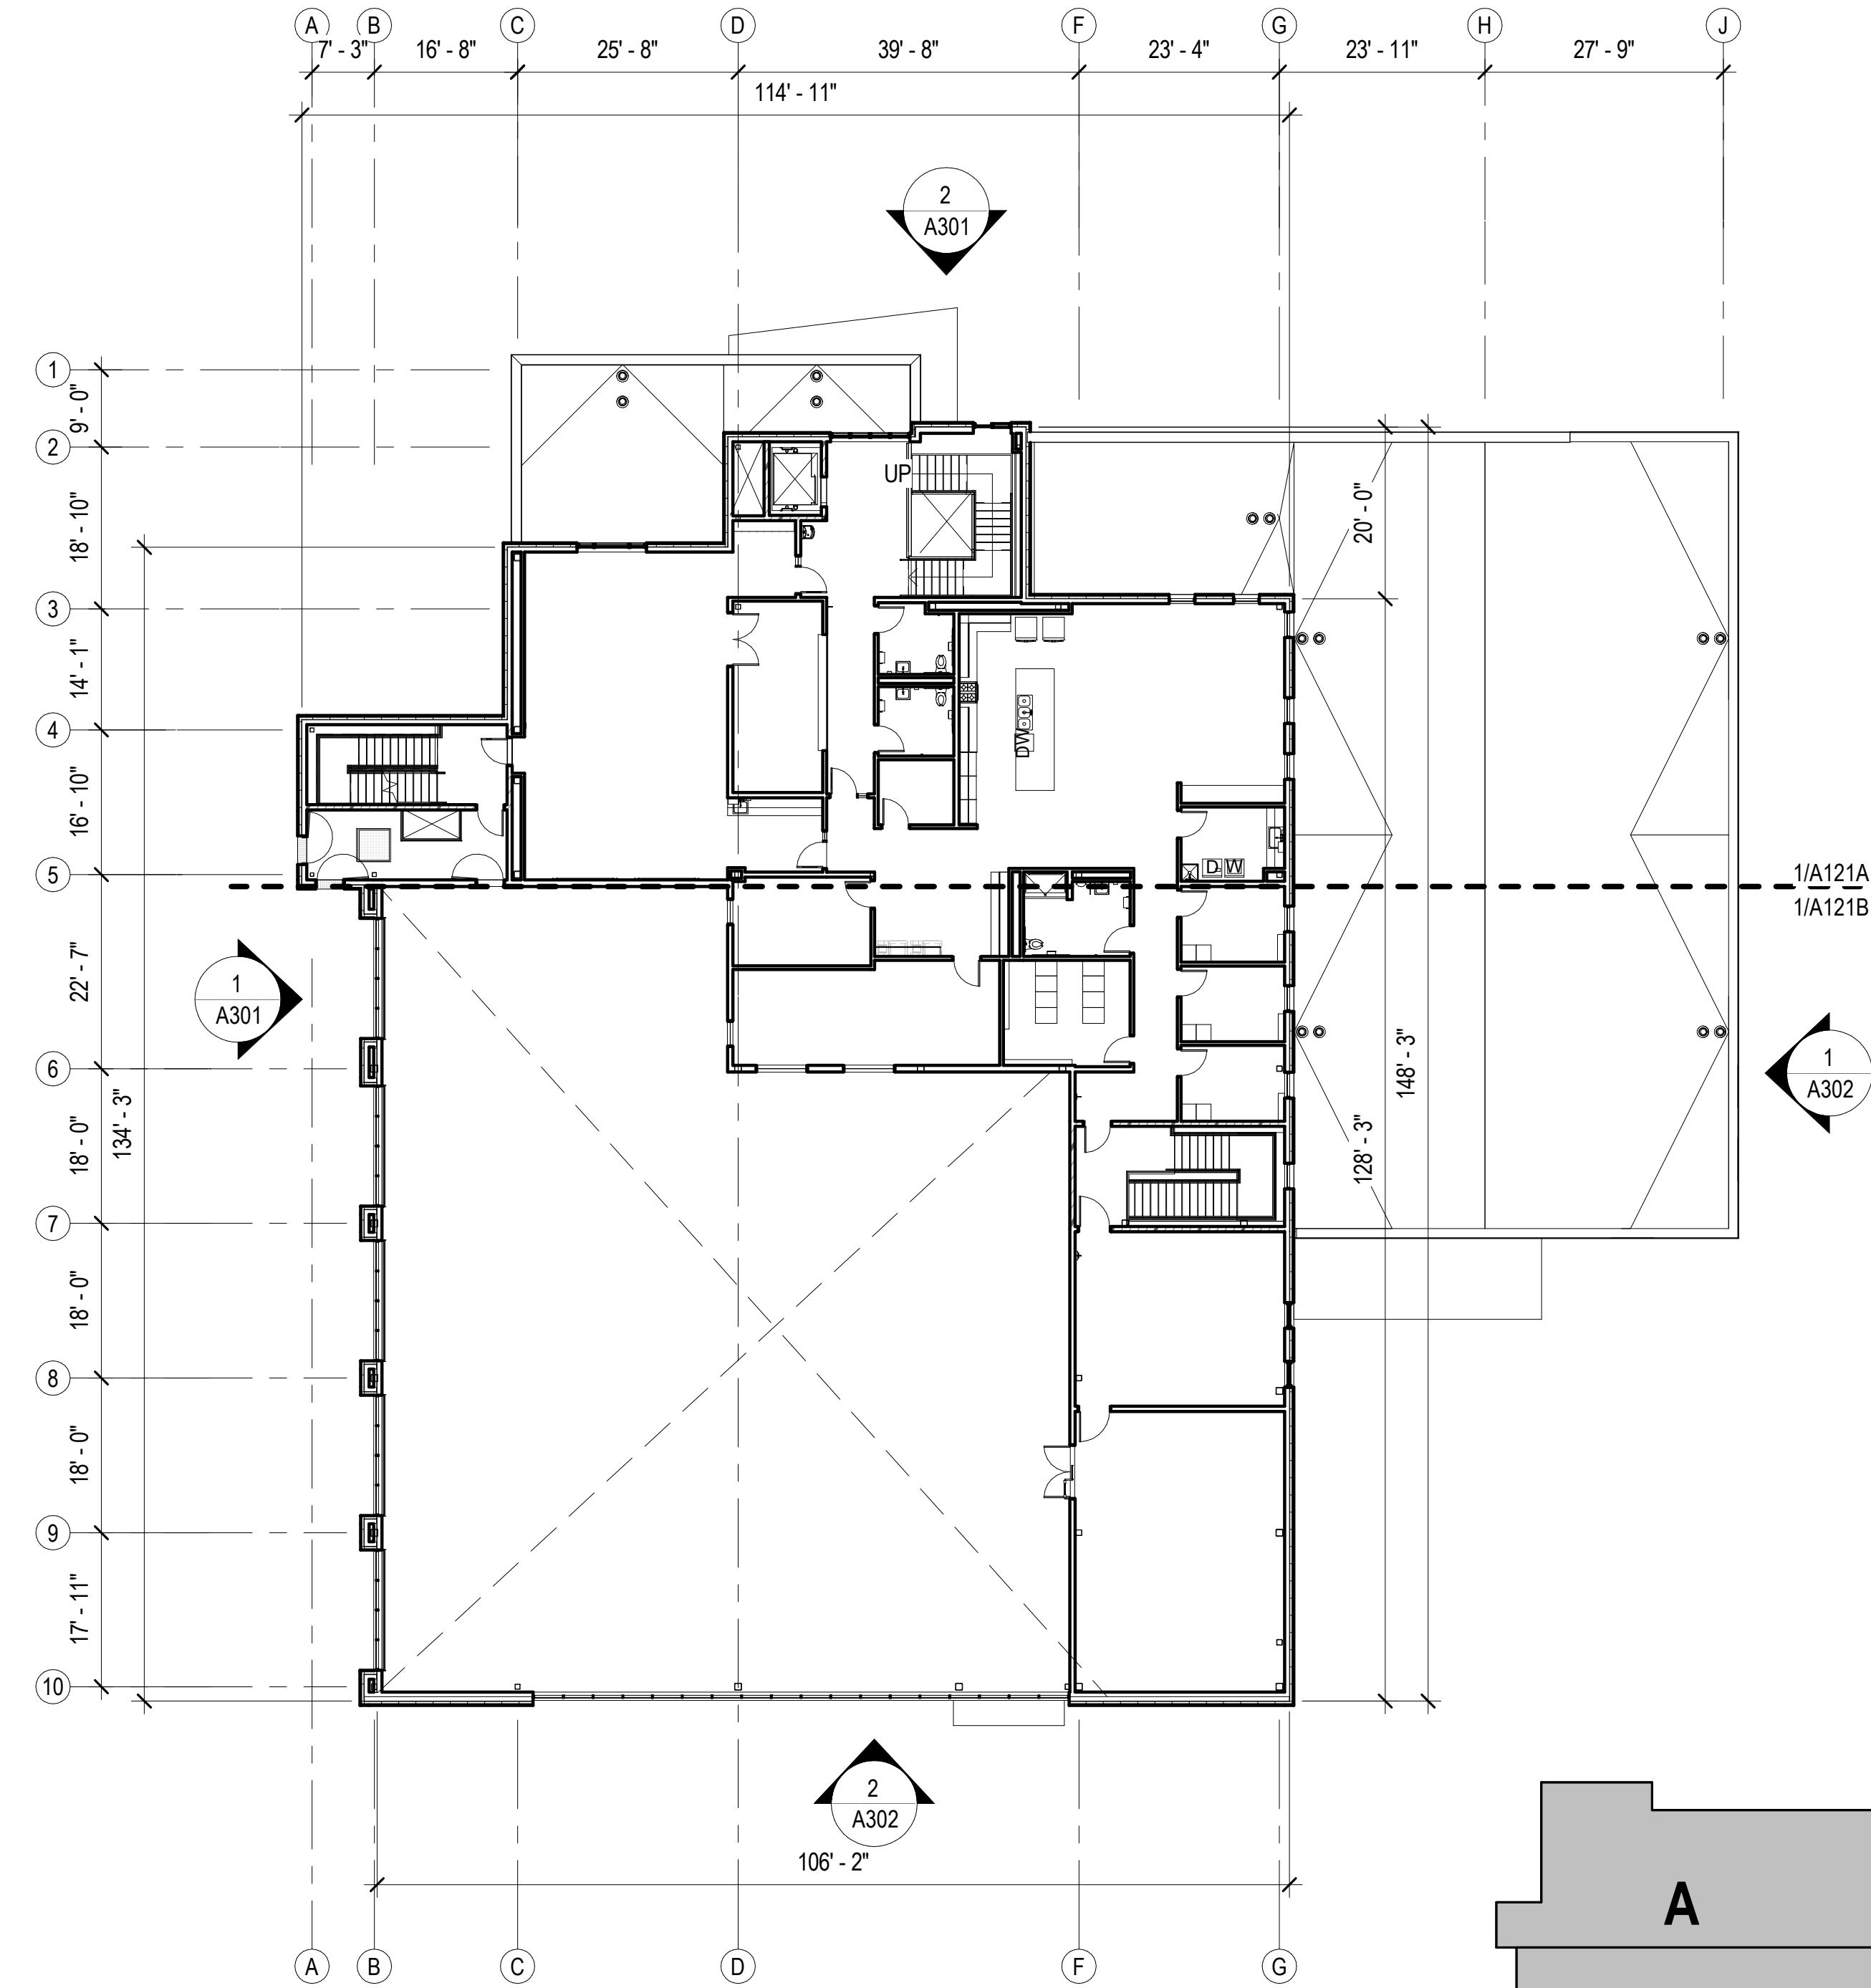 A B C D F G H J
7' - 3" 16' - 8" 25' - 8" 39' - 8" 23' - 4" 23' - 11" 27' - 9"
114' - 11"
2
A301
1
9' - 0"
2
UP
18' - 10"
20' - 0"
3
14' - 1"
4
DW
16' - 10"
D W
5
1/A121A
1/A121B
22' - 7"
1
A301
6
148' - 3"
1
A302
134' - 3"
18' - 0"
128' - 3"
7
18' - 0"
8
18' - 0"
9
17' - 11"
10
2
A302
106' - 2"
A
A B C D F G